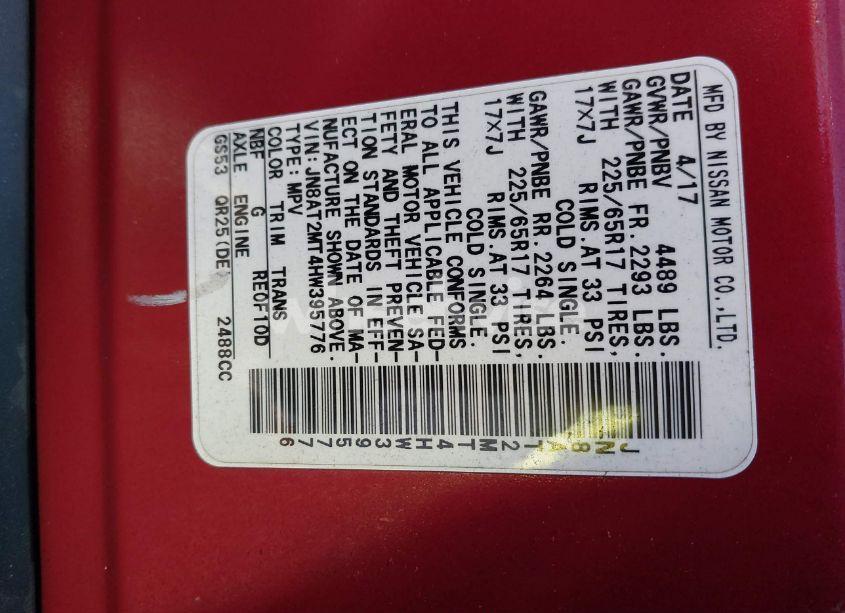 MFD BY NISSAN MOTOR CO.,LTD.
DATE 4/17
GVWR/PNBV 4489 LBS.
GAWR/PNBE FR. 2293 LBS.
WITH 225/65R17 TIRES,
17X7J RIMS.AT 33 PSI
COLD SINGLE.
GAWR/PNBE RR. 2264 LBS.
WITH 225/65R17 TIRES,
17X7J RIMS.AT 33 PSI
COLD SINGLE.
THIS VEHICLE CONFORMS
TO ALL APPLICABLE FED-
ERAL MOTOR VEHICLE SA-
FETY AND THEFT PREVEN-
TION STANDARDS IN EFF-
ECT ON THE DATE OF MA-
NUFACTURE SHOWN ABOVE.
VIN:JN8AT2MT4HW395776
TYPE:MPV
COLOR TRIM TRANS
NBF G RE0F10D
AXLE ENGINE
GS53 QR25(DE) 2488CC
JN8AT2MT4HW395776